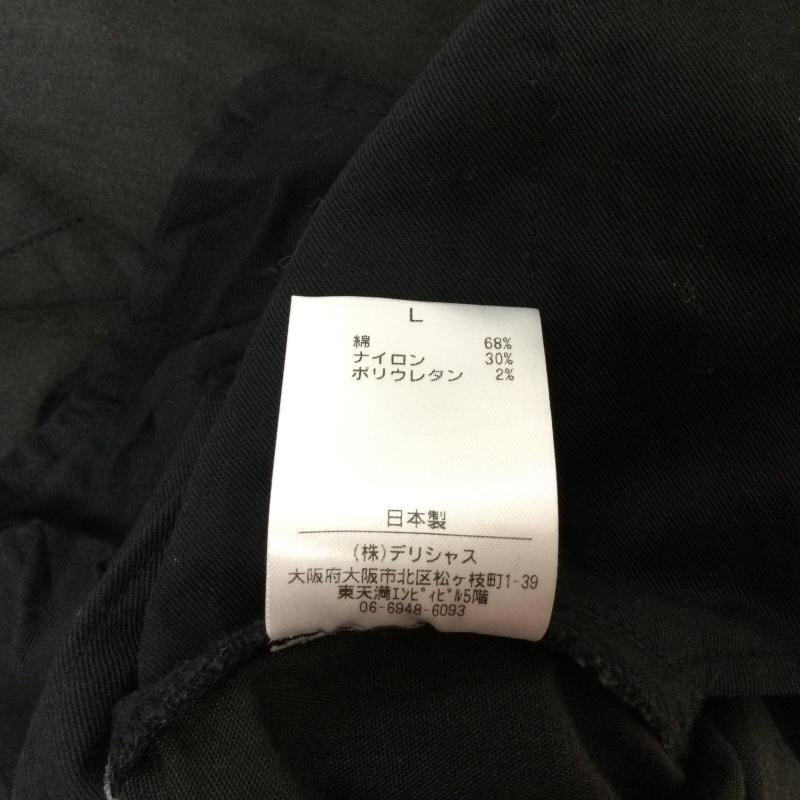 L
綿 68%
ナイロン 30%
ポリウレタン 2%
日本製
(株)デリシャス
大阪府大阪市北区松ヶ枝町1-39
東天満ｴﾝﾋﾞｨﾋﾞﾙ5階
06-6948-6093